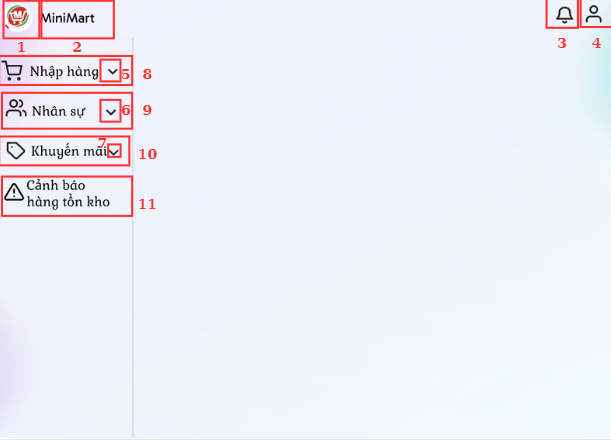 MiniMart
1
2
3
4
Nhập hàng
5
8
Nhân sự
6
9
7
Khuyến mãi
10
Cảnh báo
hàng tồn kho
11